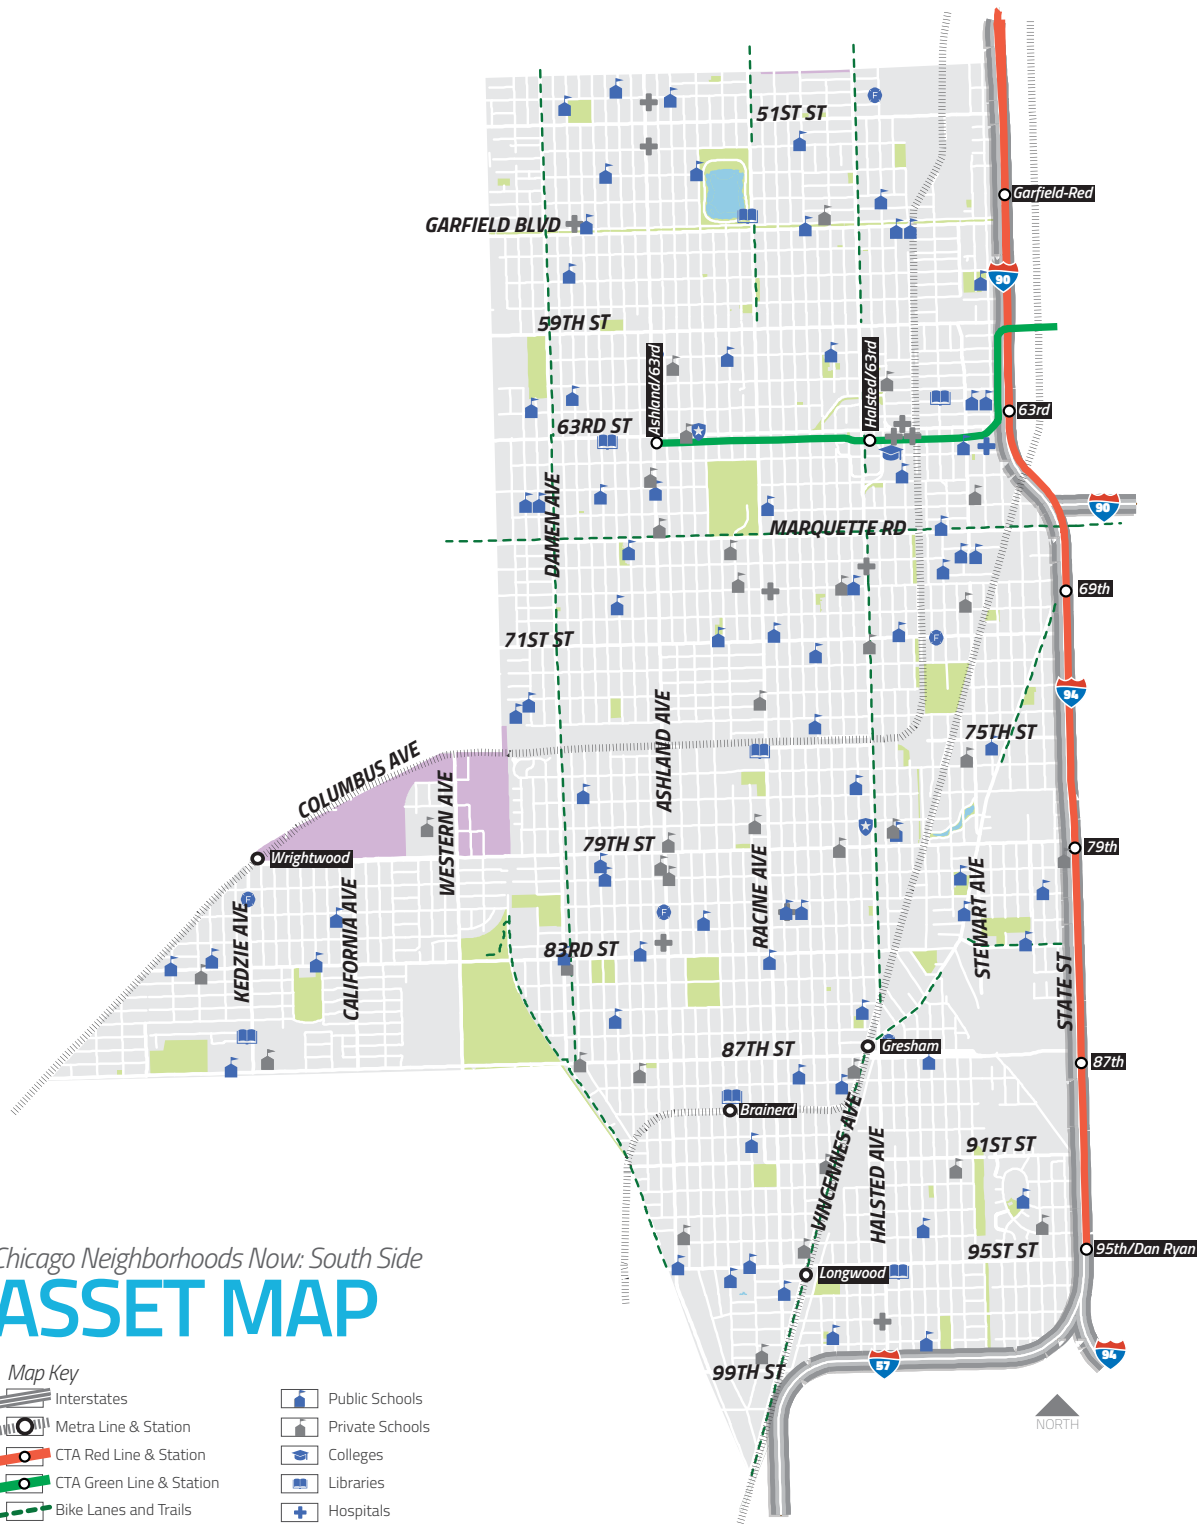 51ST ST
Garfield-Red
GARFIELD BLVD
90
59TH ST
Ashland/63rd
Halsted/63rd
63rd
63RD ST
DAMEN AVE
90
MARQUETTE RD
69th
71ST ST
94
ASHLAND AVE
75TH ST
COLUMBUS AVE
WESTERN AVE
79TH ST
79th
Wrightwood
RACINE AVE
STEWART AVE
KEDZIE AVE
CALIFORNIA AVE
F
F
F
F
83RD ST
STATE ST
87TH ST
Gresham
87th
Brainerd
VINCENNES AVE
HALSTED AVE
91ST ST
95ST ST
95th/Dan Ryan
Longwood
99TH ST
57
94
NORTH
Chicago Neighborhoods Now: South Side
ASSET MAP
Map Key
Interstates
Metra Line & Station
CTA Red Line & Station
CTA Green Line & Station
Bike Lanes and Trails
Public Schools
Private Schools
Colleges
Libraries
Hospitals